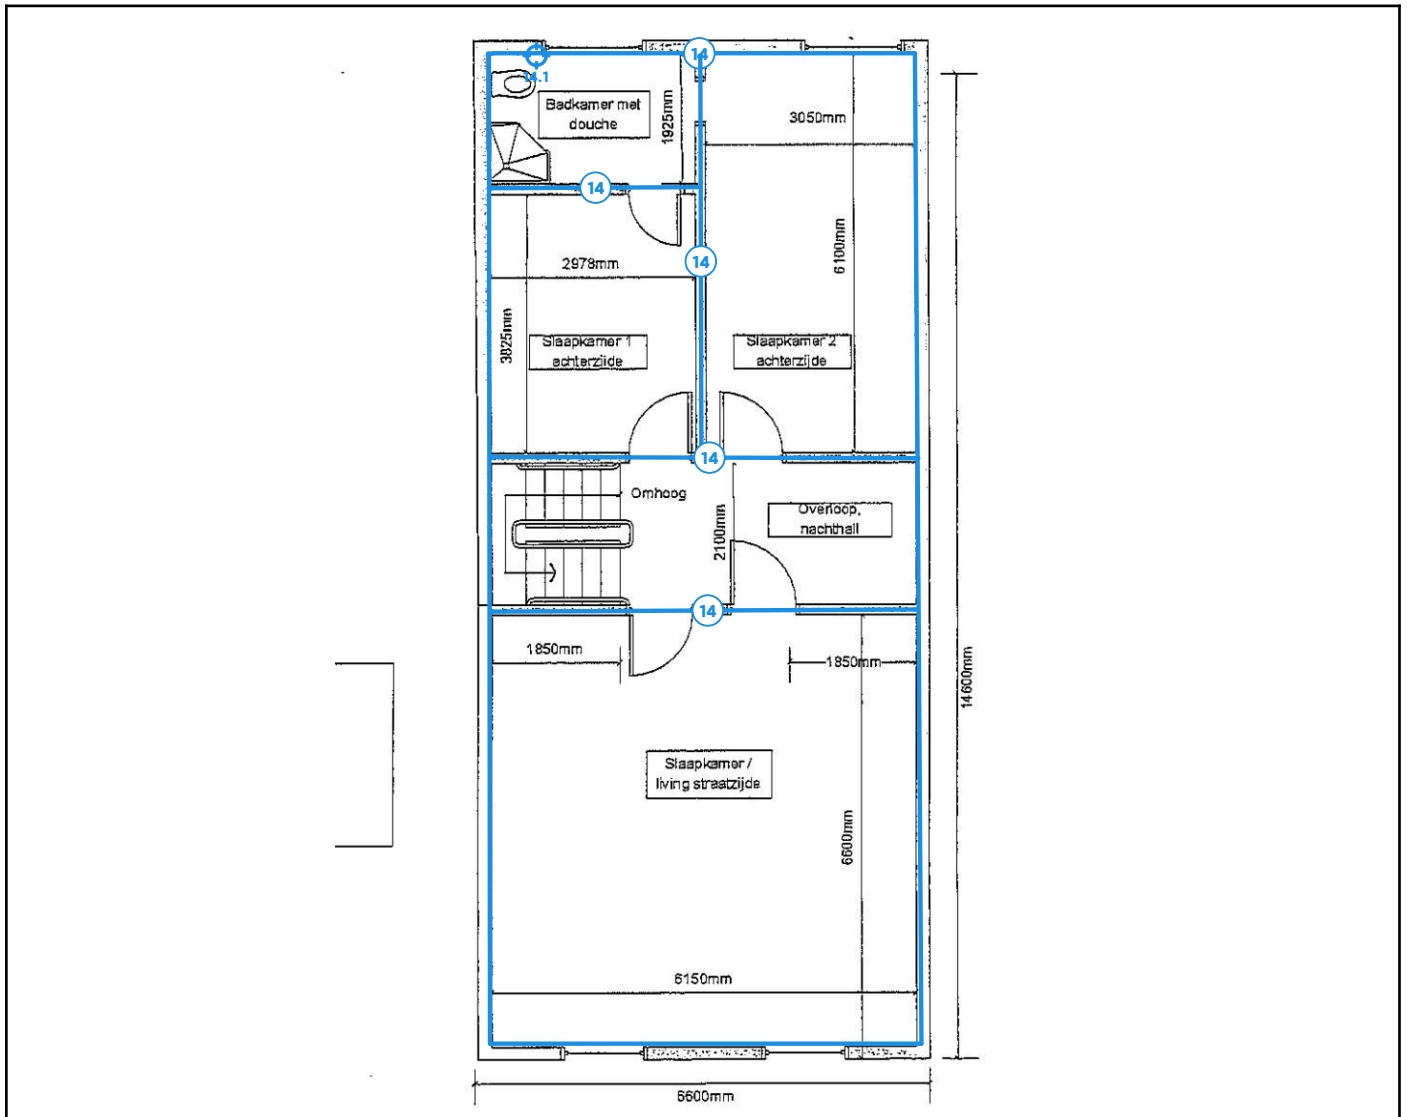 14
14.1
Badkamer met
douche
1925mm
3050mm
14
14
6100mm
2978mm
3825mm
Slaapkamer 1
achterzijde
Slaapkamer 2
achterzijde
14
Omhoog
Overloop,
nachthall
2100mm
14
1850mm
1850mm
14600mm
Slaapkamer /
living straatzijde
6600mm
6150mm
6600mm